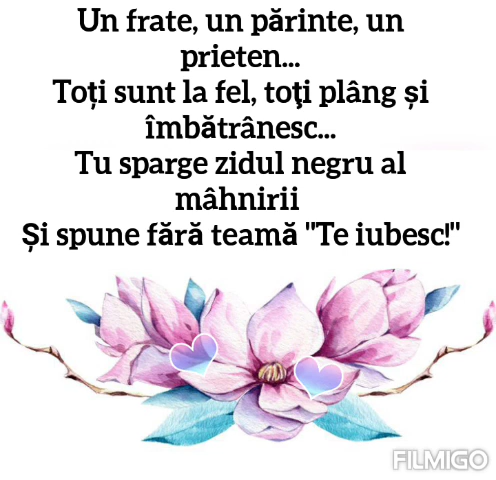 Un frate, un părinte, un
prieten...
Toți sunt la fel, toţi plâng și
îmbătrânesc...
Tu sparge zidul negru al
mâhnirii
Și spune fără teamă "Te iubesc!"
FILMIGO